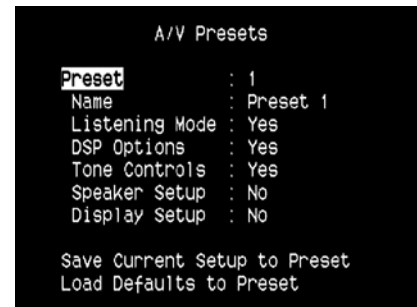 A/V Presets
Preset : 1
Name : Preset 1
Listening Mode : Yes
DSP Options : Yes
Tone Controls : Yes
Speaker Setup : No
Display Setup : No
Save Current Setup to Preset
Load Defaults to Preset